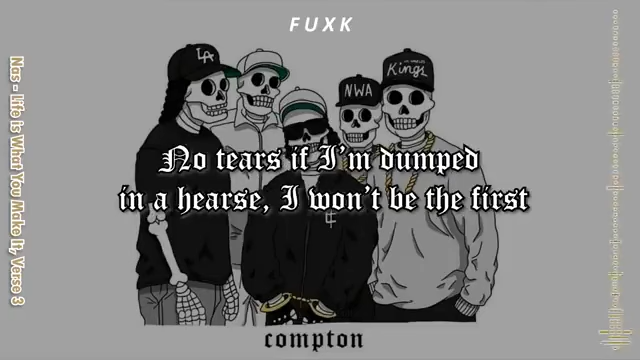 FUXK
Nas - Life is What You Make It, Verse 3
LA
Kings
NWA
No tears if I'm dumped
in a hearse, I won't be the first
compton